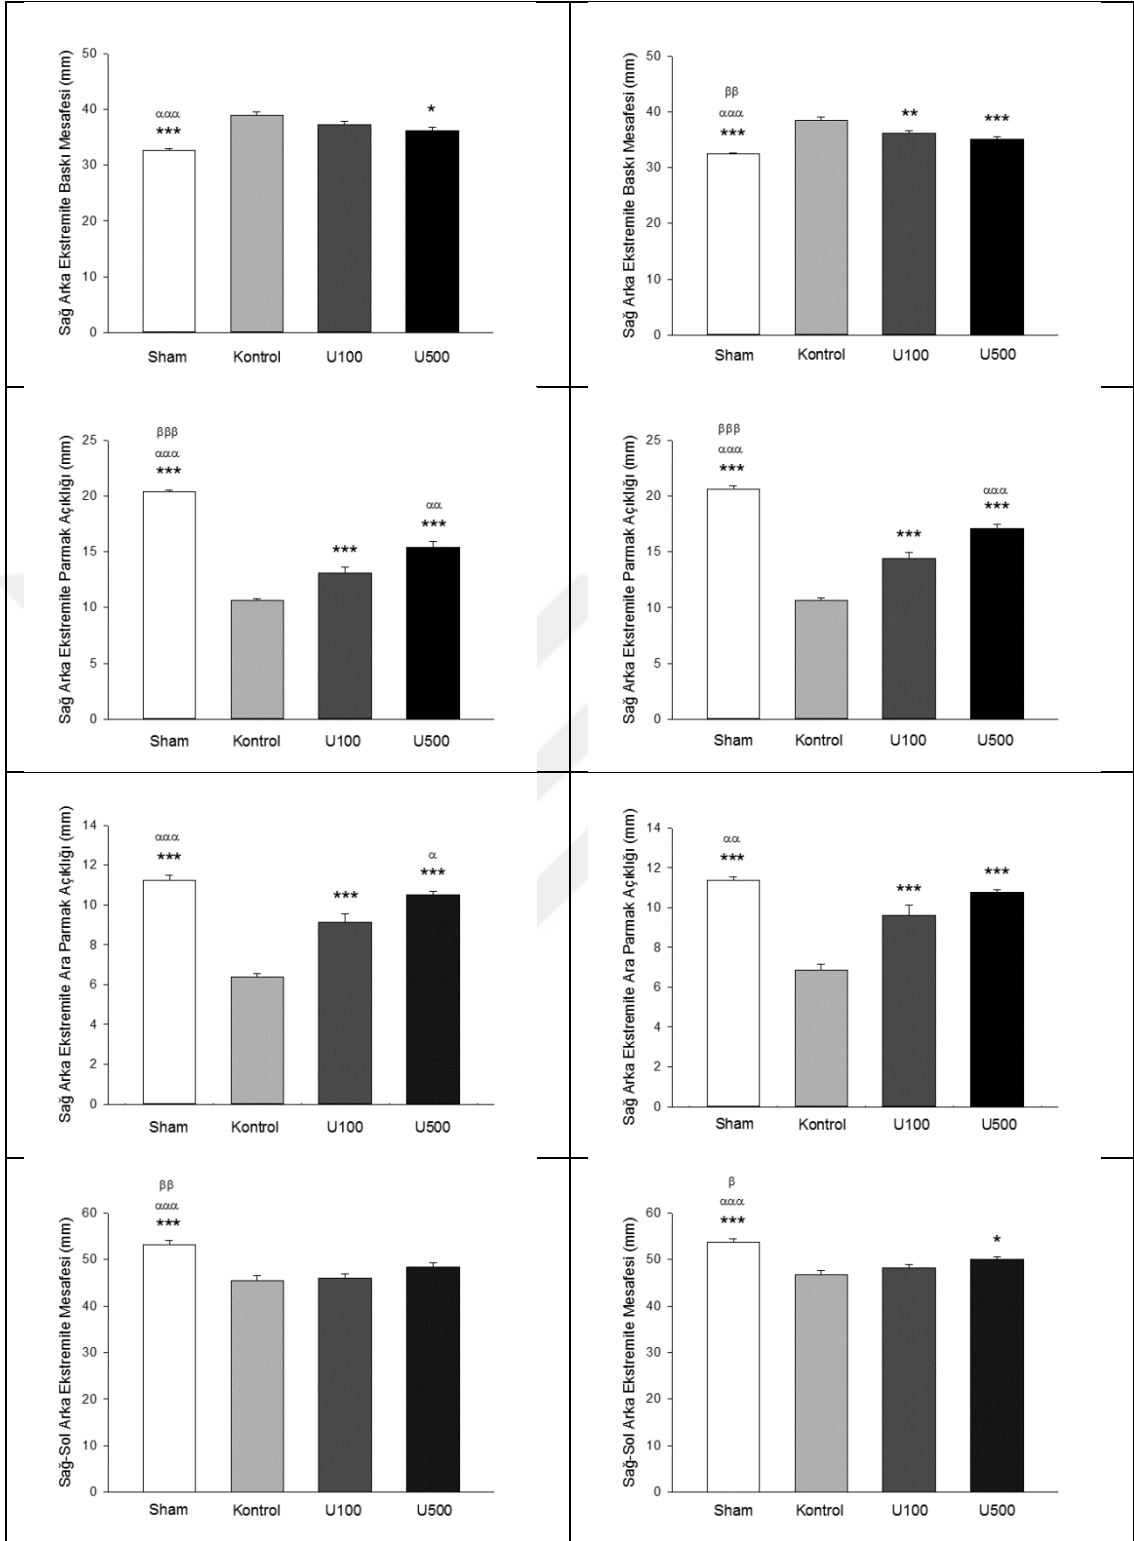 Sağ Arka Ekstremite Baskı Mesafesi (mm)
50
40
30
20
10
0
ααα
***
*
Sham Kontrol U100 U500
Sağ Arka Ekstremite Baskı Mesafesi (mm)
50
40
30
20
10
0
ββ
ααα
***
**
***
Sham Kontrol U100 U500
Sağ Arka Ekstremite Parmak Açıklığı (mm)
25
20
15
10
5
0
βββ
ααα
***
***
αα
***
Sham Kontrol U100 U500
Sağ Arka Ekstremite Parmak Açıklığı (mm)
25
20
15
10
5
0
βββ
ααα
***
***
ααα
***
Sham Kontrol U100 U500
Sağ Arka Ekstremite Ara Parmak Açıklığı (mm)
14
12
10
8
6
4
2
0
ααα
***
***
α
***
Sham Kontrol U100 U500
Sağ Arka Ekstremite Ara Parmak Açıklığı (mm)
14
12
10
8
6
4
2
0
αα
***
***
***
Sham Kontrol U100 U500
Sağ-Sol Arka Ekstremite Mesafesi (mm)
60
50
40
30
20
10
0
ββ
ααα
***
Sham Kontrol U100 U500
Sağ-Sol Arka Ekstremite Mesafesi (mm)
60
50
40
30
20
10
0
β
ααα
***
*
Sham Kontrol U100 U500